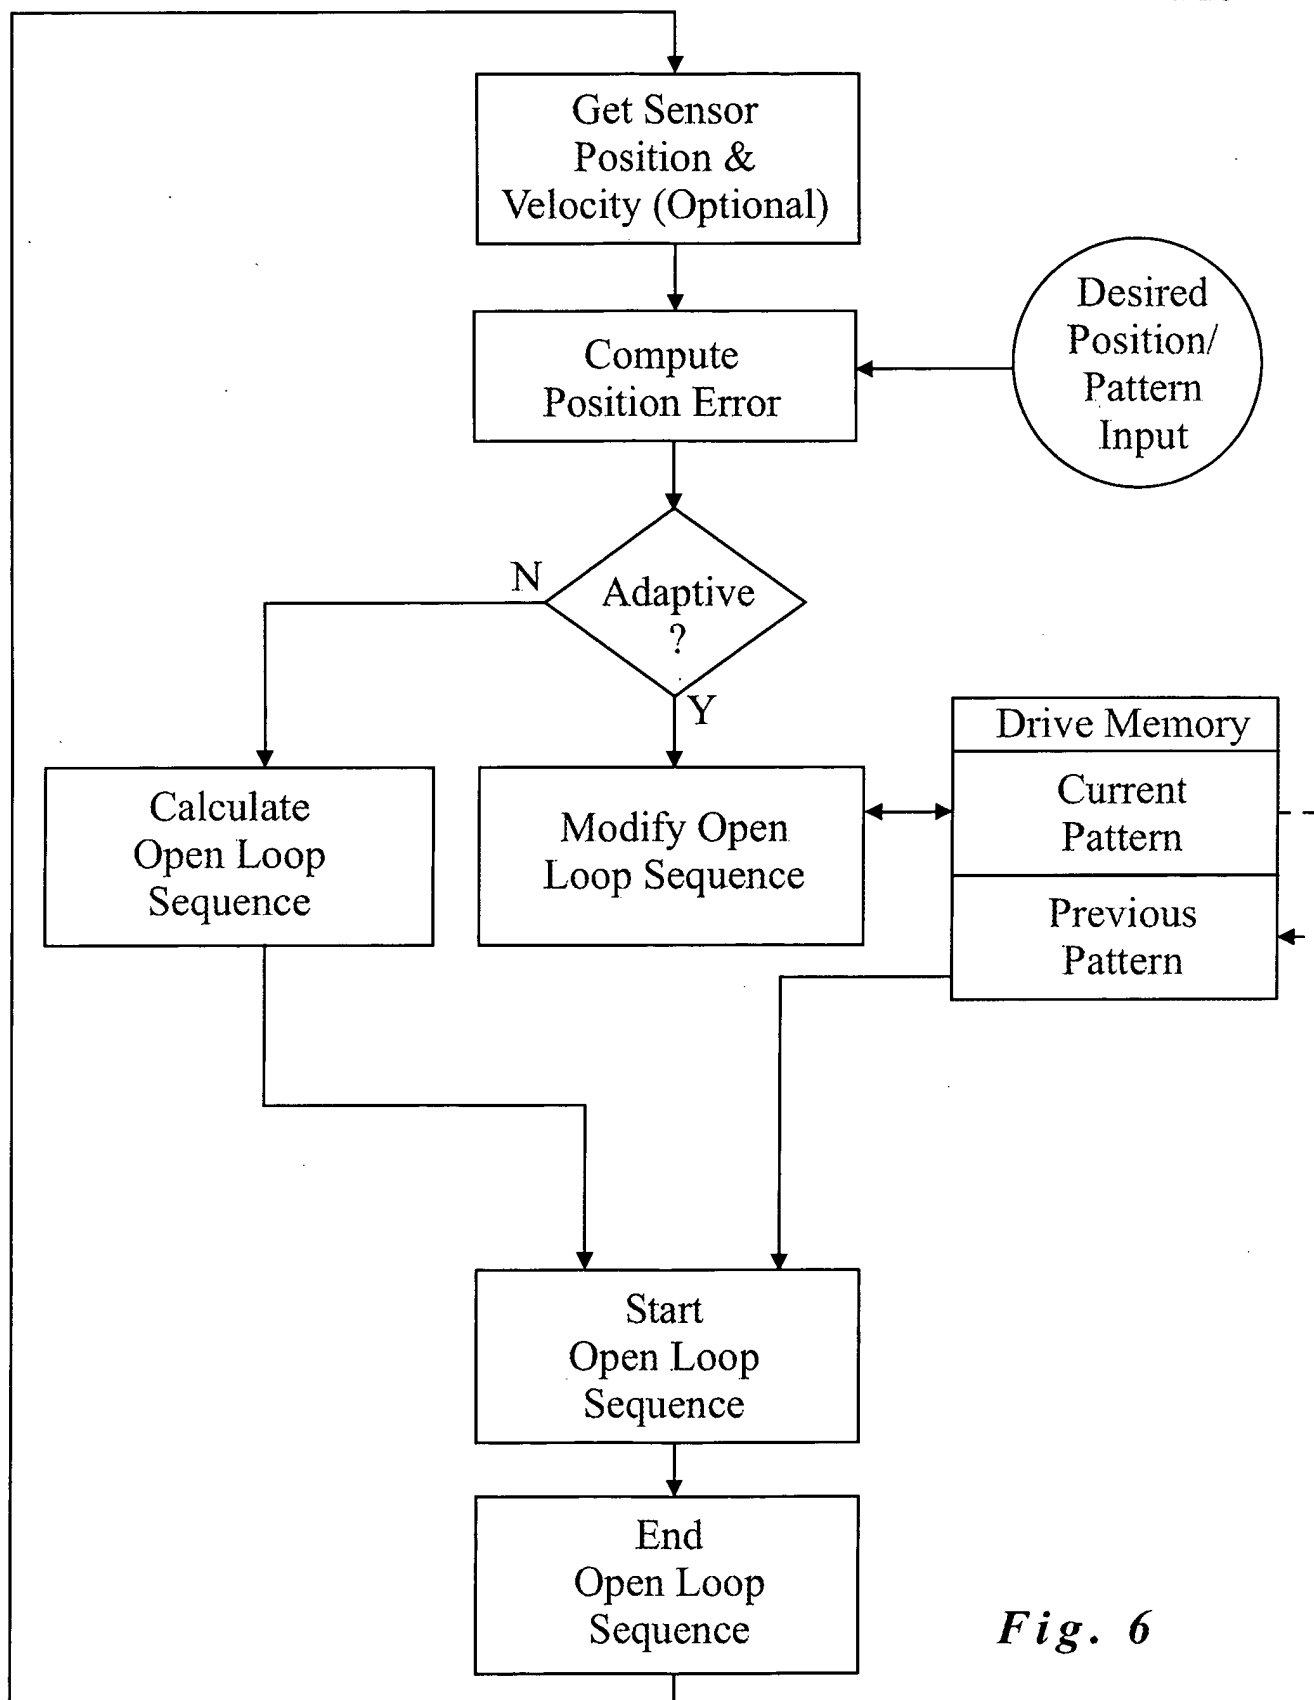 Get Sensor
Position &
Velocity (Optional)
Compute
Position Error
Desired
Position/
Pattern
Input
N
Adaptive
?
Y
Drive Memory
Current
Pattern
Previous
Pattern
Calculate
Open Loop
Sequence
Modify Open
Loop Sequence
Start
Open Loop
Sequence
End
Open Loop
Sequence
Fig. 6